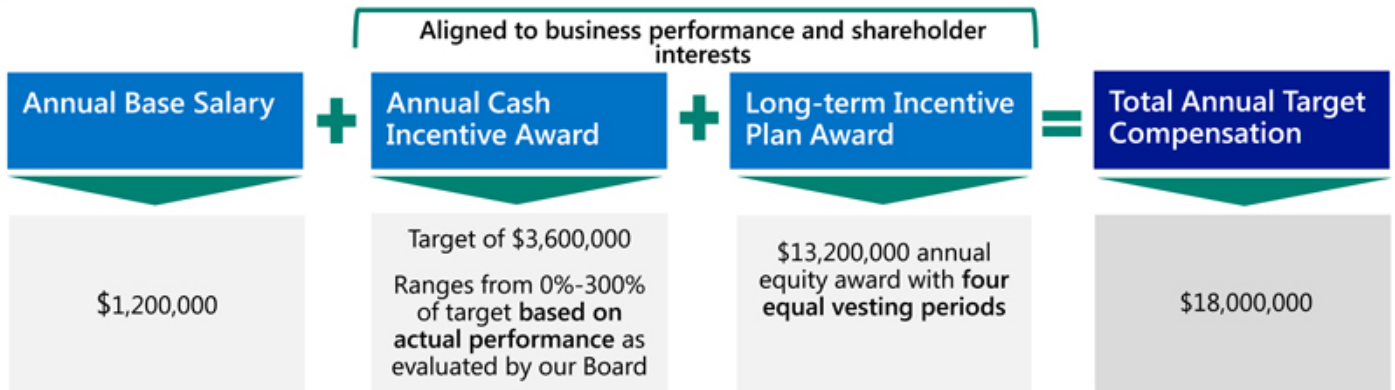 Aligned to business performance and shareholder
interests
Annual Base Salary
+
Annual Cash
Incentive Award
+
Long-term Incentive
Plan Award
=
Total Annual Target
Compensation
$1,200,000
Target of $3,600,000
Ranges from 0%-300%
of target based on
actual performance as
evaluated by our Board
$13,200,000 annual
equity award with four
equal vesting periods
$18,000,000